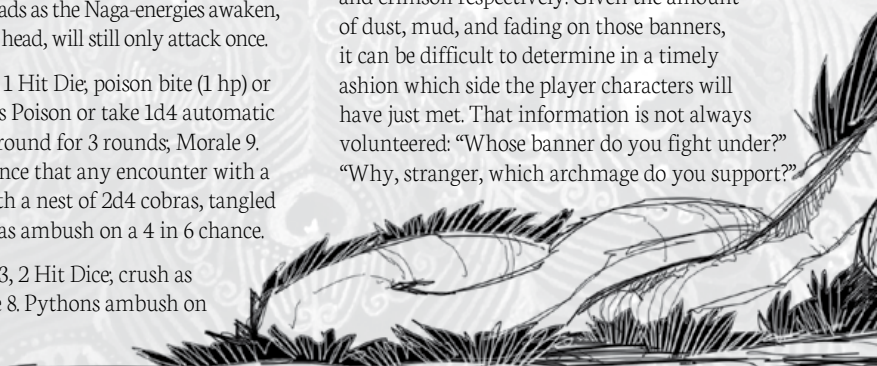 ads as the Naga-energies awaken,
head, will still only attack once.
1 Hit Die; poison bite (1 hp) or
s Poison or take 1d4 automatic
round for 3 rounds; Morale 9.
nce that any encounter with a
th a nest of 2d4 cobras, tangled
as ambush on a 4 in 6 chance.
3, 2 Hit Dice; crush as
e 8. Pythons ambush on
and crimson respectively. Given the amount
of dust, mud, and fading on those banners,
it can be difficult to determine in a timely
ashion which side the player characters will
have just met. That information is not always
volunteered: “Whose banner do you fight under?”
“Why, stranger, which archmage do you support?”